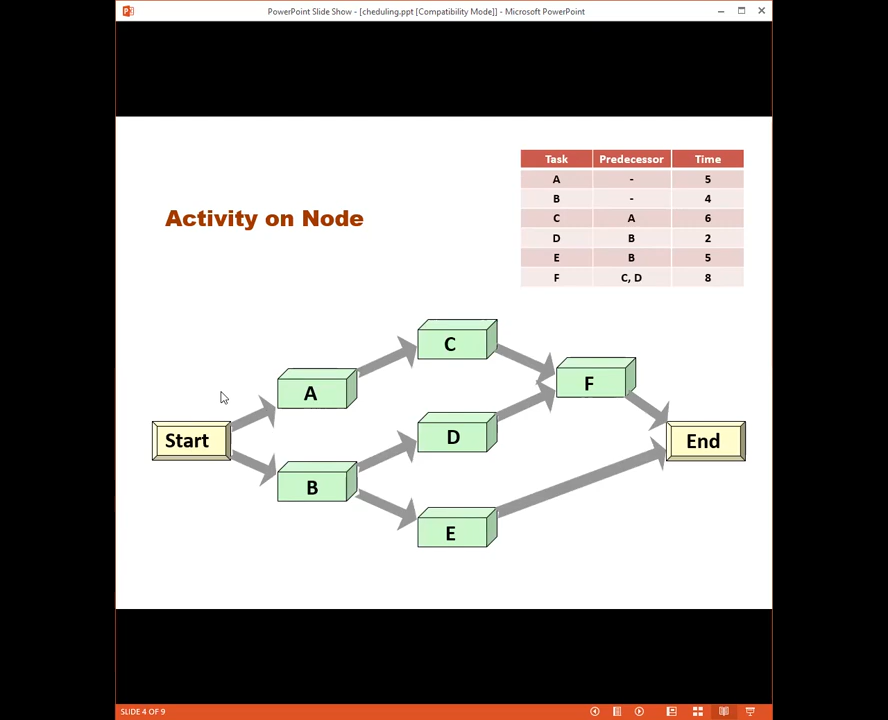 PowerPoint Slide Show - [cheduling.ppt [Compatibility Mode]] - Microsoft PowerPoint
Task Predecessor Time
A - 5
B - 4
C A 6
D B 2
E B 5
F C, D 8
Activity on Node
C
A
F
Start
D
End
B
E
SLIDE 4 OF 9